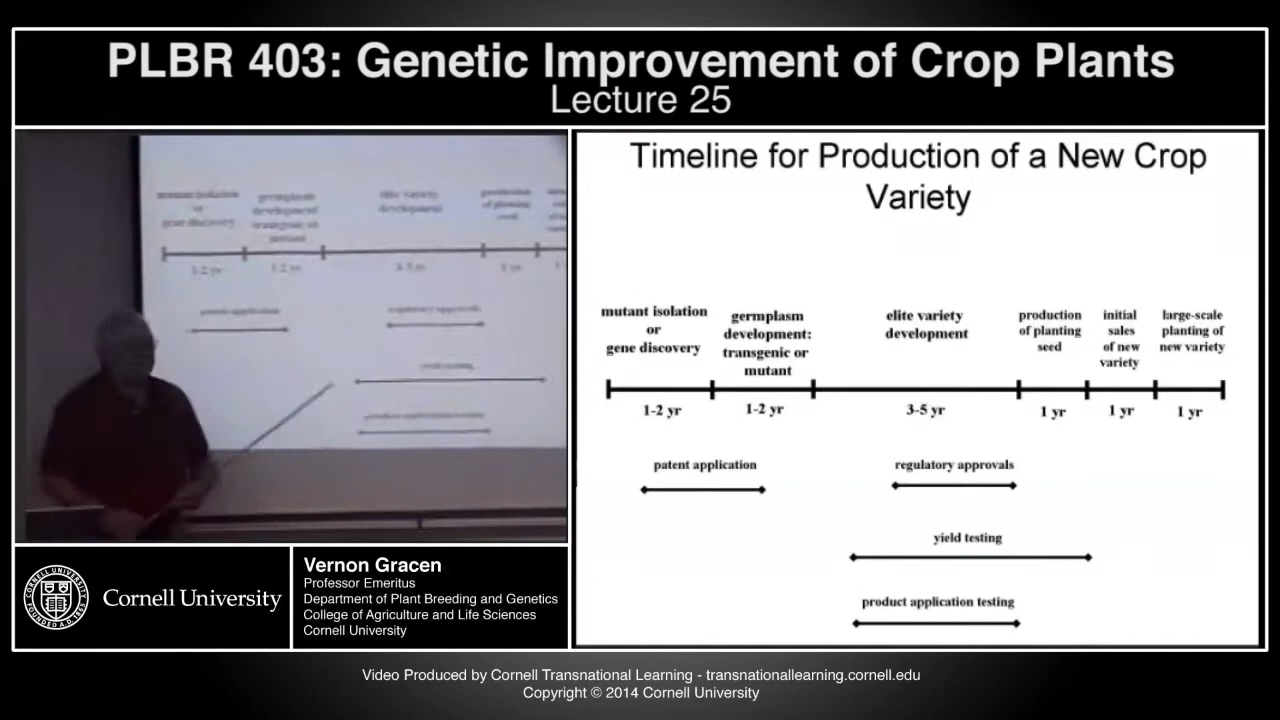 PLBR 403: Genetic Improvement of Crop Plants
Lecture 25
Timeline for Production of a New Crop
Variety
mutant isolation
or
gene discovery
germplasm
development:
transgenic or
mutant
elite variety
development
production
of planting
seed
initial
sales
of new
variety
large-scale
planting of
new variety
1-2 yr
1-2 yr
3-5 yr
1 yr
1 yr
1 yr
patent application
regulatory approvals
yield testing
product application testing
Cornell University
Vernon Gracen
Professor Emeritus
Department of Plant Breeding and Genetics
College of Agriculture and Life Sciences
Cornell University
Video Produced by Cornell Transnational Learning - transnationallearning.cornell.edu
Copyright © 2014 Cornell University